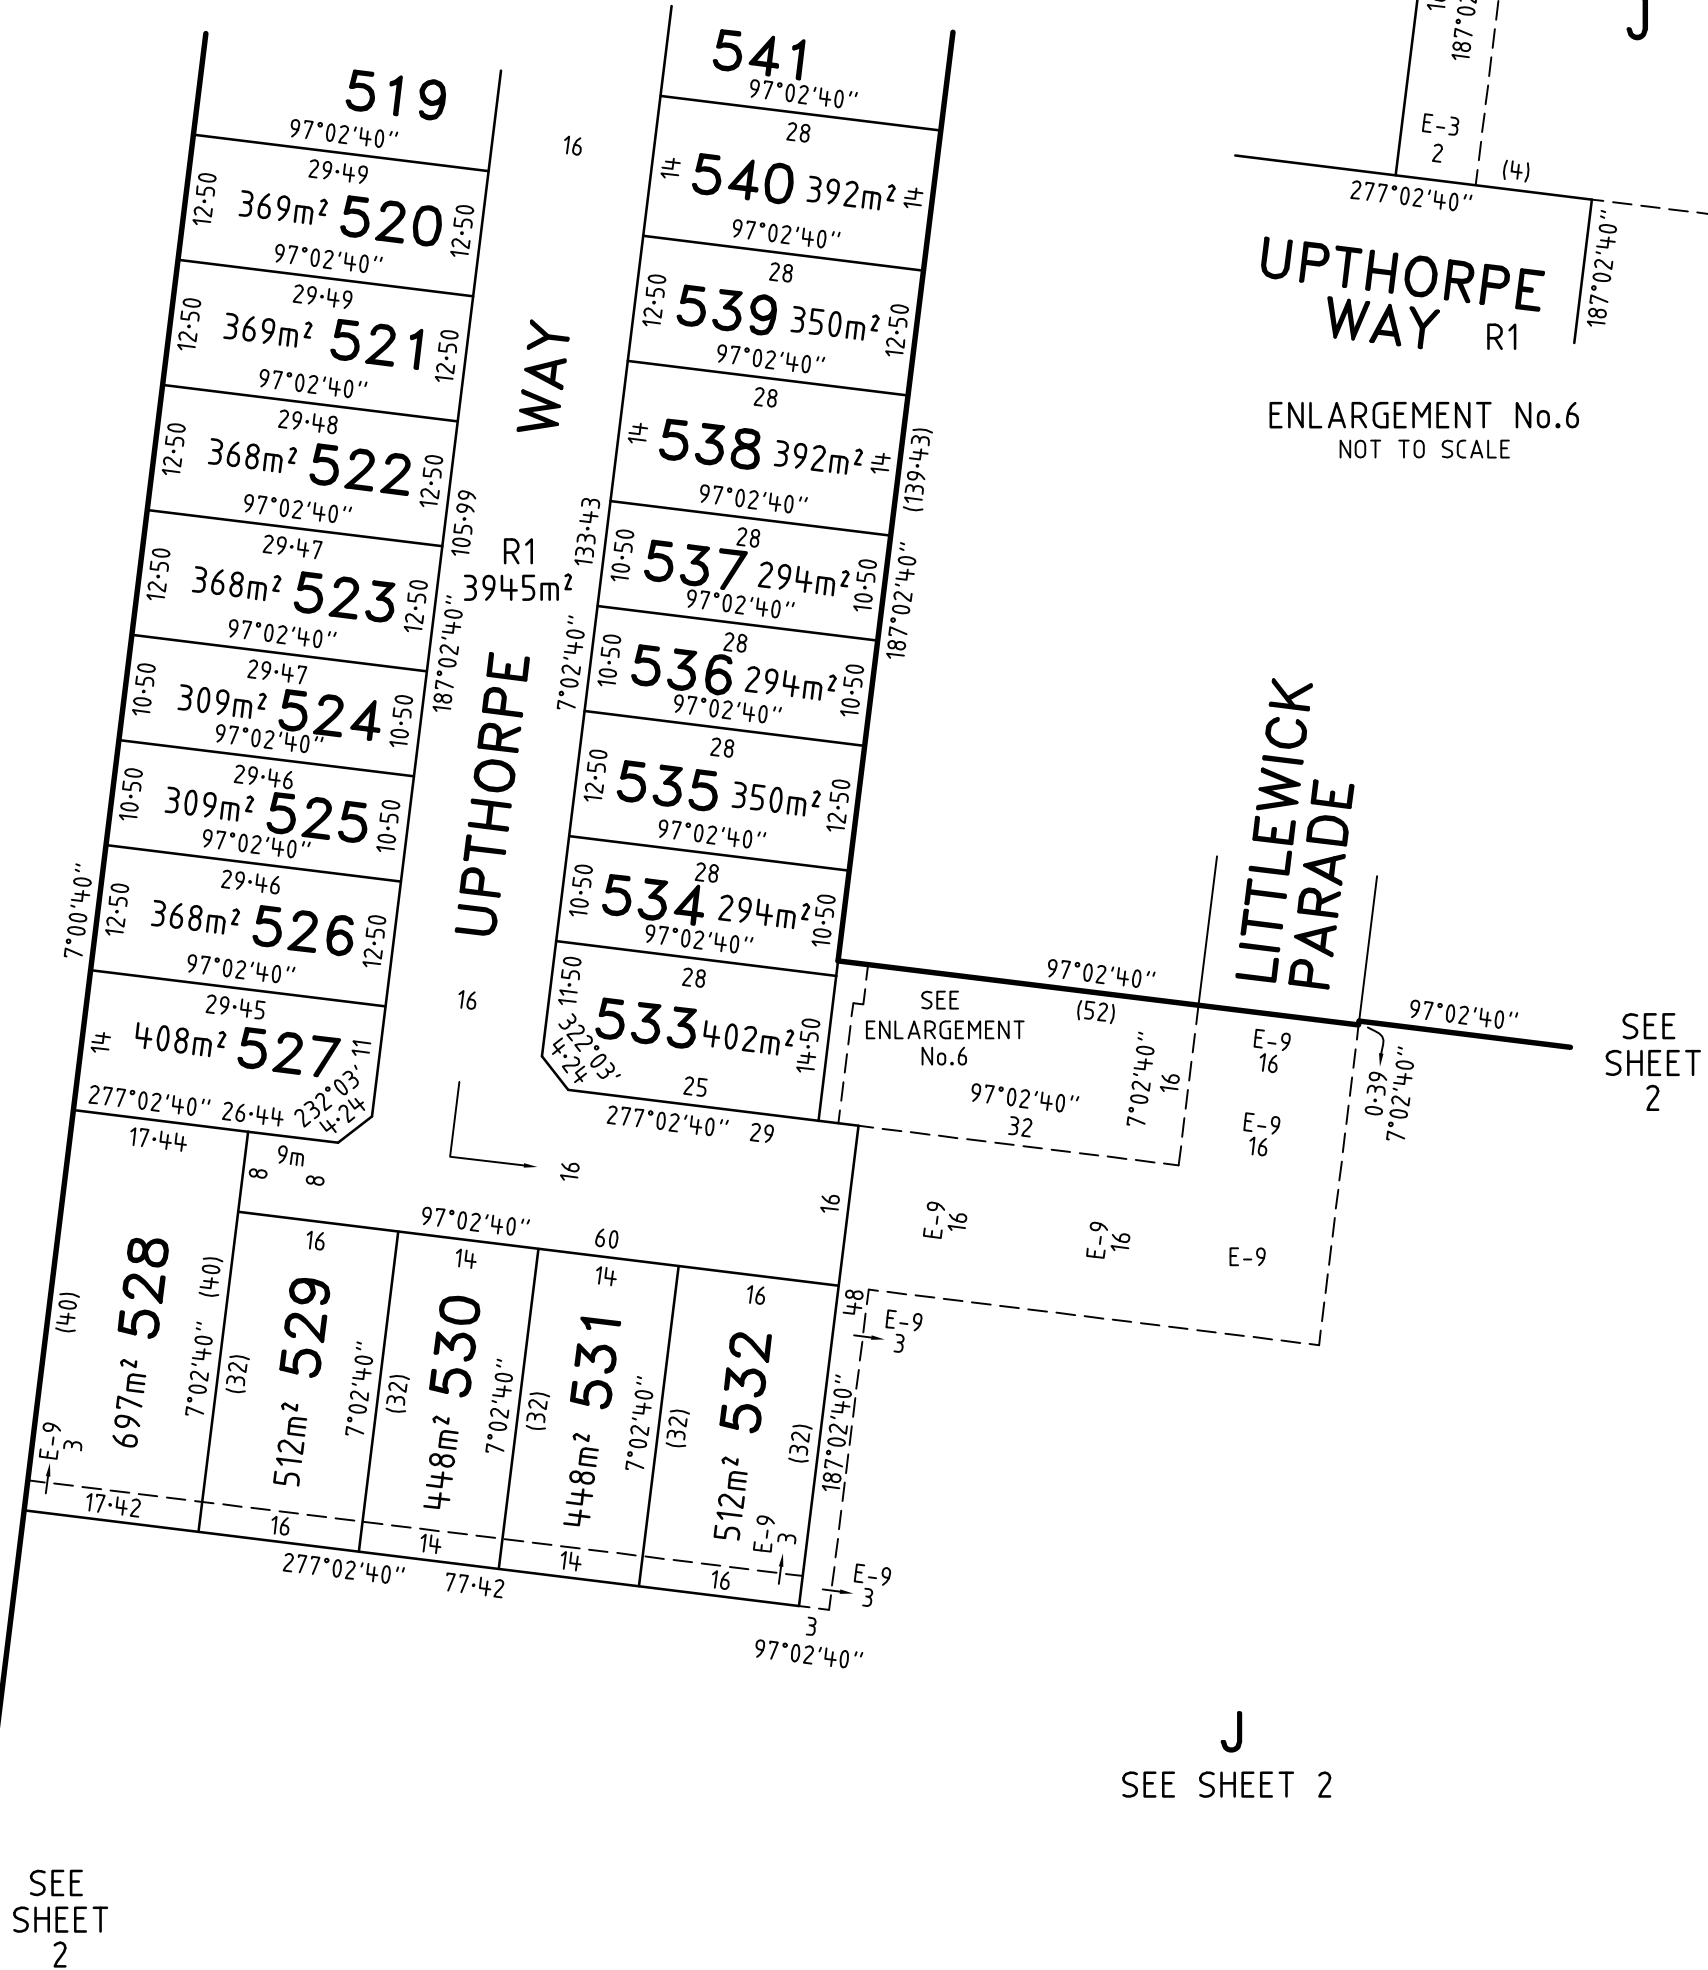 519
97°02'40"
29·49
12·50
369m² 520
12·50
97°02'40"
29·49
12·50
369m² 521
12·50
97°02'40"
29·48
12·50
368m² 522
12·50
97°02'40"
29·47
12·50
368m² 523
12·50
97°02'40"
29·47
10·50
309m² 524
10·50
97°02'40"
29·46
10·50
309m² 525
10·50
97°02'40"
29·46
12·50
368m² 526
12·50
97°02'40"
29·45
14
408m² 527
11
232°03'
4·24
277°02'40" 26·44
7°00'40"
16
WAY
105·99
187°02'40"
R1
3945m²
133·43
7°02'40"
UPTHORPE
16
541
97°02'40"
28
14
540 392m²
14
97°02'40"
28
12·50
539 350m²
12·50
97°02'40"
28
14
538 392m²
14
97°02'40"
28
10·50
537 294m²
10·50
97°02'40"
28
10·50
536 294m²
10·50
97°02'40"
28
12·50
535 350m²
12·50
97°02'40"
28
10·50
534 294m²
10·50
97°02'40"
28
11·50
533 402m²
14·50
322°03'
4·24
25
277°02'40" 29
(139·43)
187°02'40"
187°02
J
E-3
2
(4)
277°02'40"
187°02'40"
UPTHORPE
WAY R1
ENLARGEMENT No.6
NOT TO SCALE
LITTLEWICK
PARADE
97°02'40"
(52)
97°02'40"
SEE
SHEET
2
SEE
ENLARGEMENT
No.6
7°02'40"
16
97°02'40"
32
E-9
16
E-9
16
0·39
7°02'40"
E-9
16
E-9
16
E-9
17·44
9m
8
8
16
16
97°02'40"
60
(40)
697m² 528
(40)
7°02'40"
E-9
3
17·42
16
(32)
512m² 529
7°02'40"
16
14
(32)
448m² 530
7°02'40"
14
14
(32)
448m² 531
7°02'40"
14
16
(32)
512m² 532
(32)
E-9
3
16
48
187°02'40"
E-9
3
E-9
3
277°02'40" 77·42
3
97°02'40"
J
SEE SHEET 2
SEE
SHEET
2